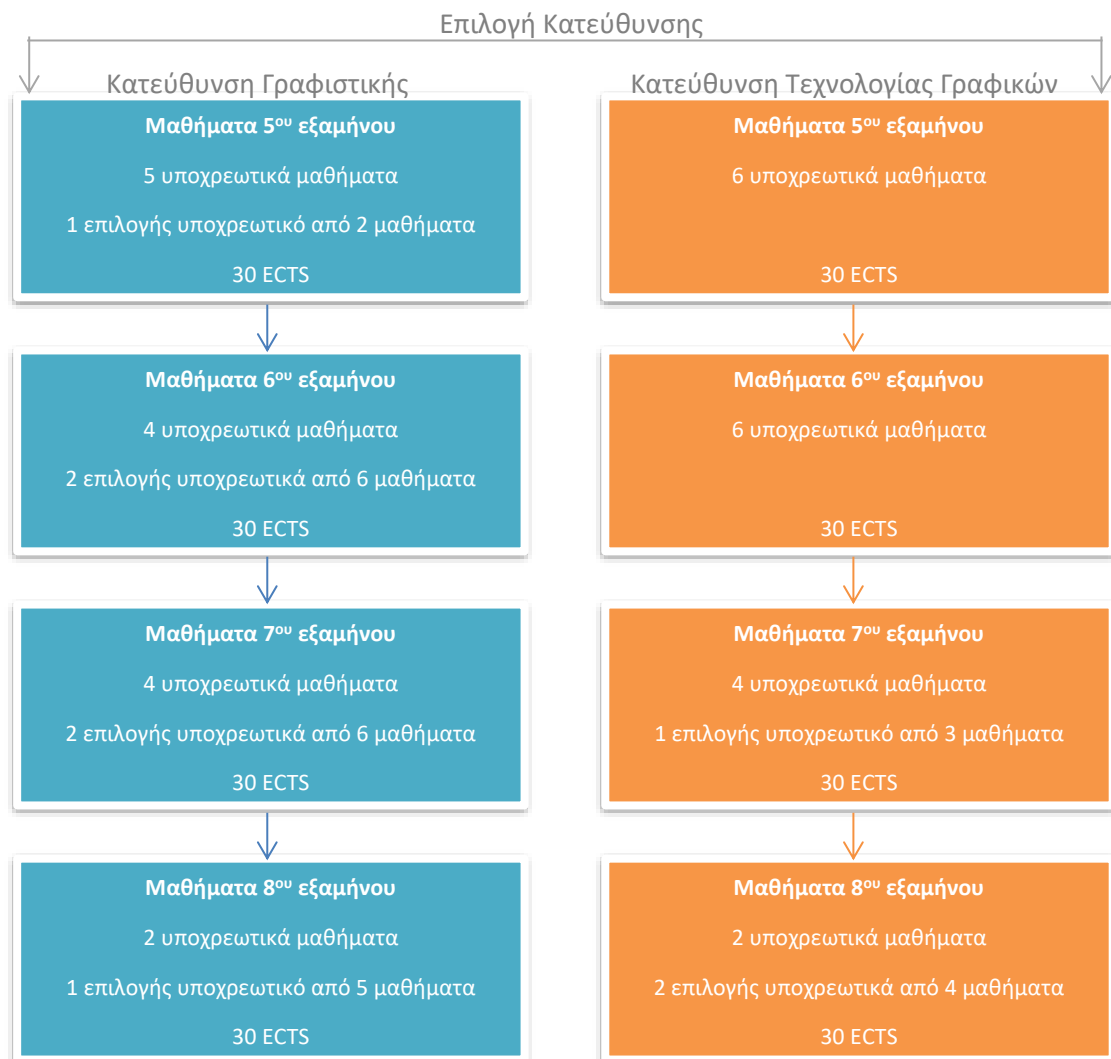 Επιλογή Κατεύθυνσης
Κατεύθυνση Γραφιστικής
Μαθήματα 5ου εξαμήνου
5 υποχρεωτικά μαθήματα
1 επιλογής υποχρεωτικό από 2 μαθήματα
30 ECTS
Μαθήματα 6ου εξαμήνου
4 υποχρεωτικά μαθήματα
2 επιλογής υποχρεωτικά από 6 μαθήματα
30 ECTS
Μαθήματα 7ου εξαμήνου
4 υποχρεωτικά μαθήματα
2 επιλογής υποχρεωτικά από 6 μαθήματα
30 ECTS
Μαθήματα 8ου εξαμήνου
2 υποχρεωτικά μαθήματα
1 επιλογής υποχρεωτικό από 5 μαθήματα
30 ECTS
Κατεύθυνση Τεχνολογίας Γραφικών
Μαθήματα 5ου εξαμήνου
6 υποχρεωτικά μαθήματα
30 ECTS
Μαθήματα 6ου εξαμήνου
6 υποχρεωτικά μαθήματα
30 ECTS
Μαθήματα 7ου εξαμήνου
4 υποχρεωτικά μαθήματα
1 επιλογής υποχρεωτικό από 3 μαθήματα
30 ECTS
Μαθήματα 8ου εξαμήνου
2 υποχρεωτικά μαθήματα
2 επιλογής υποχρεωτικά από 4 μαθήματα
30 ECTS